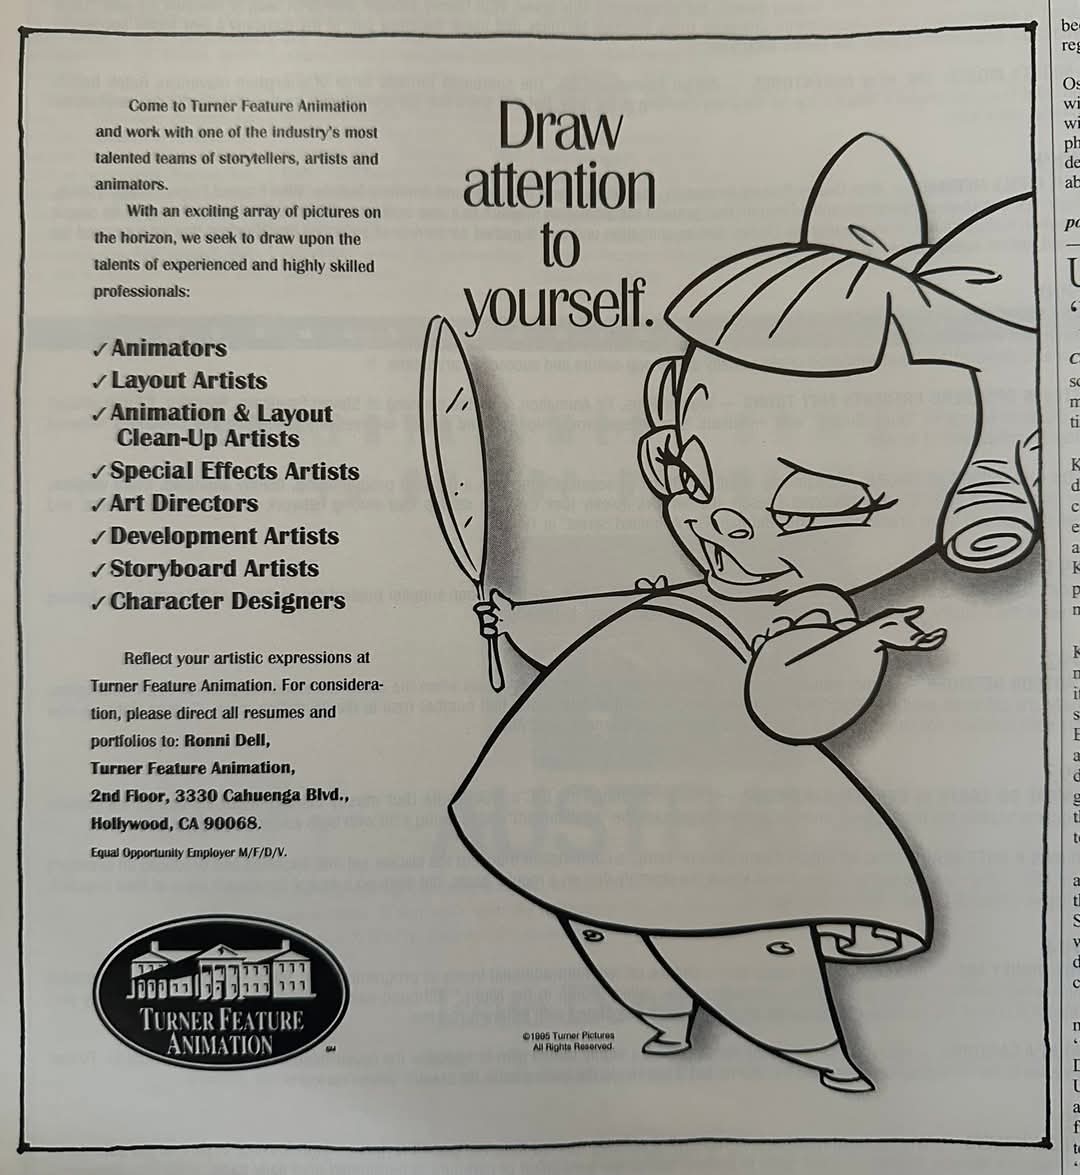 Come to Turner Feature Animation
and work with one of the industry's most
talented teams of storytellers, artists and
animators.
With an exciting array of pictures on
the horizon, we seek to draw upon the
talents of experienced and highly skilled
professionals:
✓ Animators
✓ Layout Artists
✓ Animation & Layout
Clean-Up Artists
✓ Special Effects Artists
✓ Art Directors
✓ Development Artists
✓ Storyboard Artists
✓ Character Designers
Reflect your artistic expressions at
Turner Feature Animation. For considera-
tion, please direct all resumes and
portfolios to: Ronni Dell,
Turner Feature Animation,
2nd Floor, 3330 Cahuenga Blvd.,
Hollywood, CA 90068.
Equal Opportunity Employer M/F/D/V.
TURNER FEATURE
ANIMATION
SM
Draw
attention
to
yourself.
©1995 Turner Pictures
All Rights Reserved.